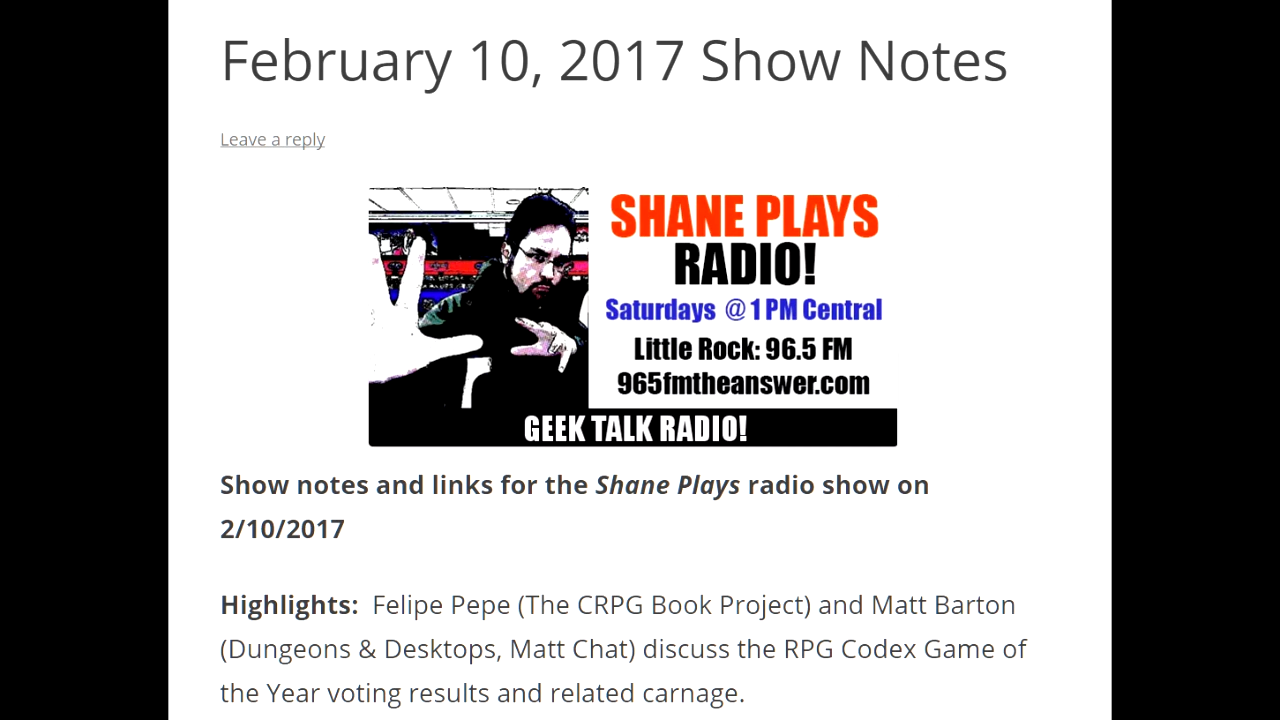 February 10, 2017 Show Notes
Leave a reply
SHANE PLAYS
RADIO!
Saturdays @ 1 PM Central
Little Rock: 96.5 FM
965fmtheanswer.com
GEEK TALK RADIO!
Show notes and links for the Shane Plays radio show on
2/10/2017
Highlights: Felipe Pepe (The CRPG Book Project) and Matt Barton
(Dungeons & Desktops, Matt Chat) discuss the RPG Codex Game of
the Year voting results and related carnage.